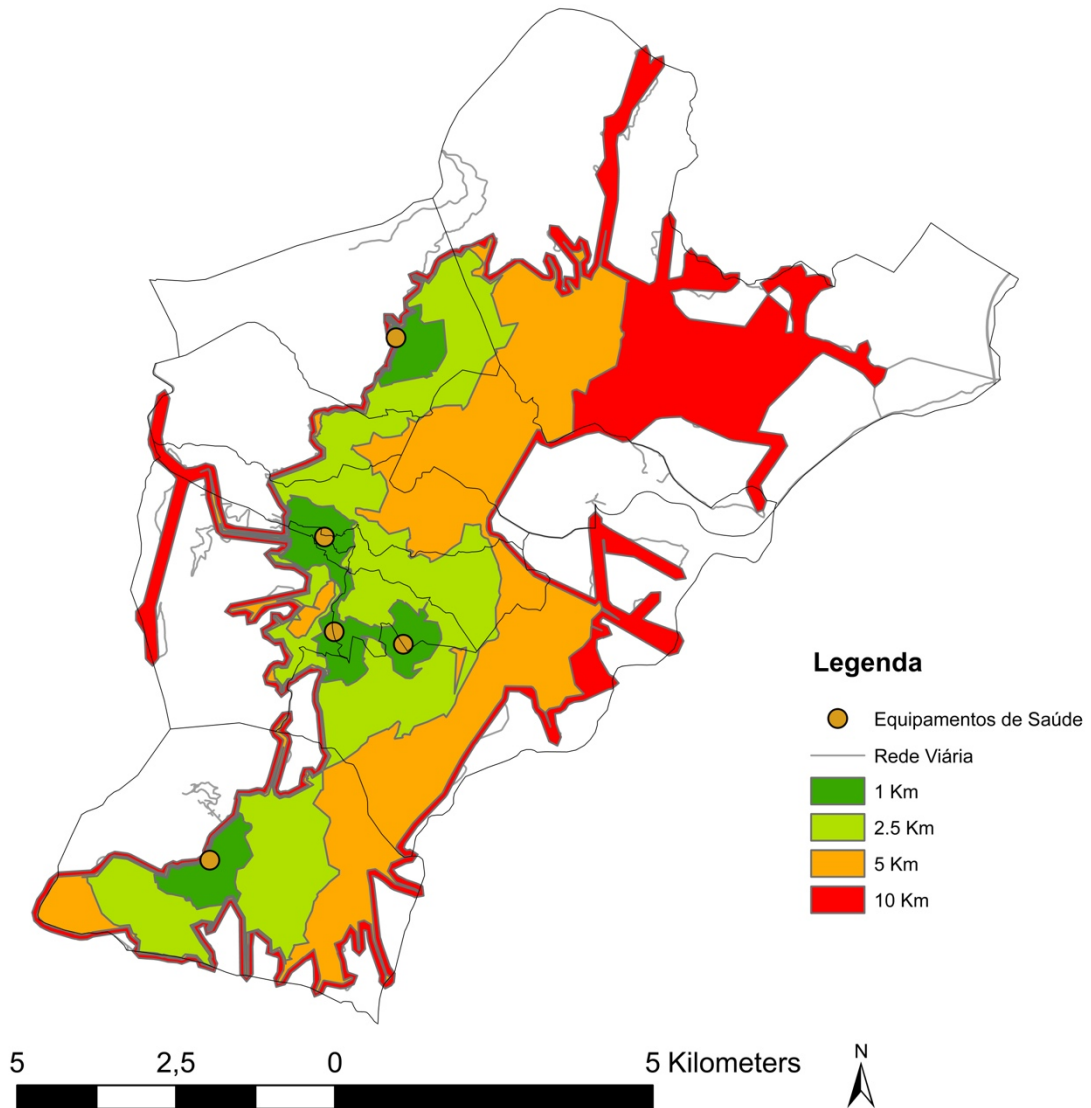 Legenda
Equipamentos de Saúde
Rede Viária
1 Km
2.5 Km
5 Km
10 Km
5 2,5 0 5 Kilometers
N